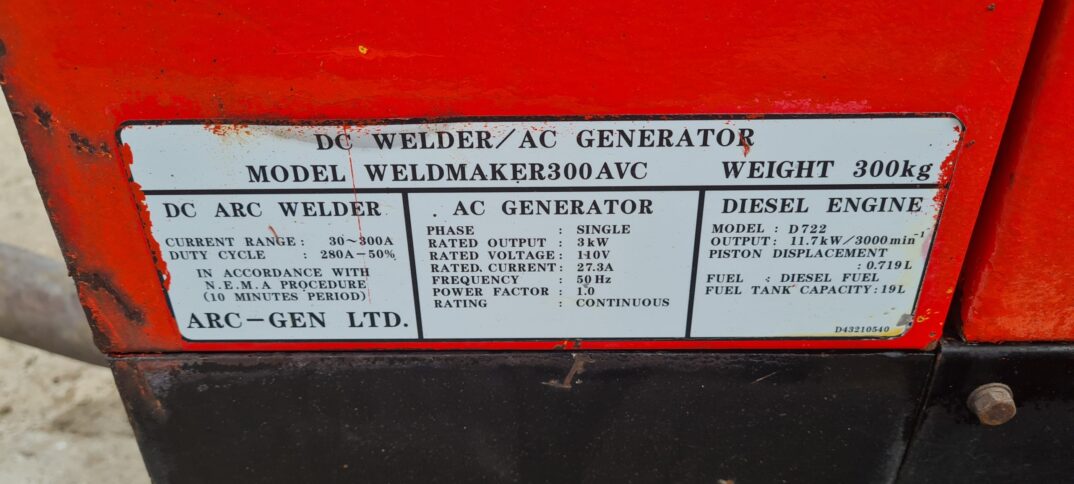 DC WELDER/AC GENERATOR
MODEL WELDMAKER300AVC WEIGHT 300kg
DC ARC WELDER
CURRENT RANGE : 30~300A
DUTY CYCLE : 280A-50%
IN ACCORDANCE WITH
N.E.M.A PROCEDURE
(10 MINUTES PERIOD)
ARC-GEN LTD.
AC GENERATOR
PHASE : SINGLE
RATED OUTPUT : 3kW
RATED VOLTAGE : 110V
RATED CURRENT : 27.3A
FREQUENCY : 50Hz
POWER FACTOR : 1.0
RATING : CONTINUOUS
DIESEL ENGINE
MODEL : D722
OUTPUT : 11.7kW/3000min⁻¹
PISTON DISPLACEMENT
: 0.719L
FUEL : DIESEL FUEL
FUEL TANK CAPACITY : 19L
D43210540